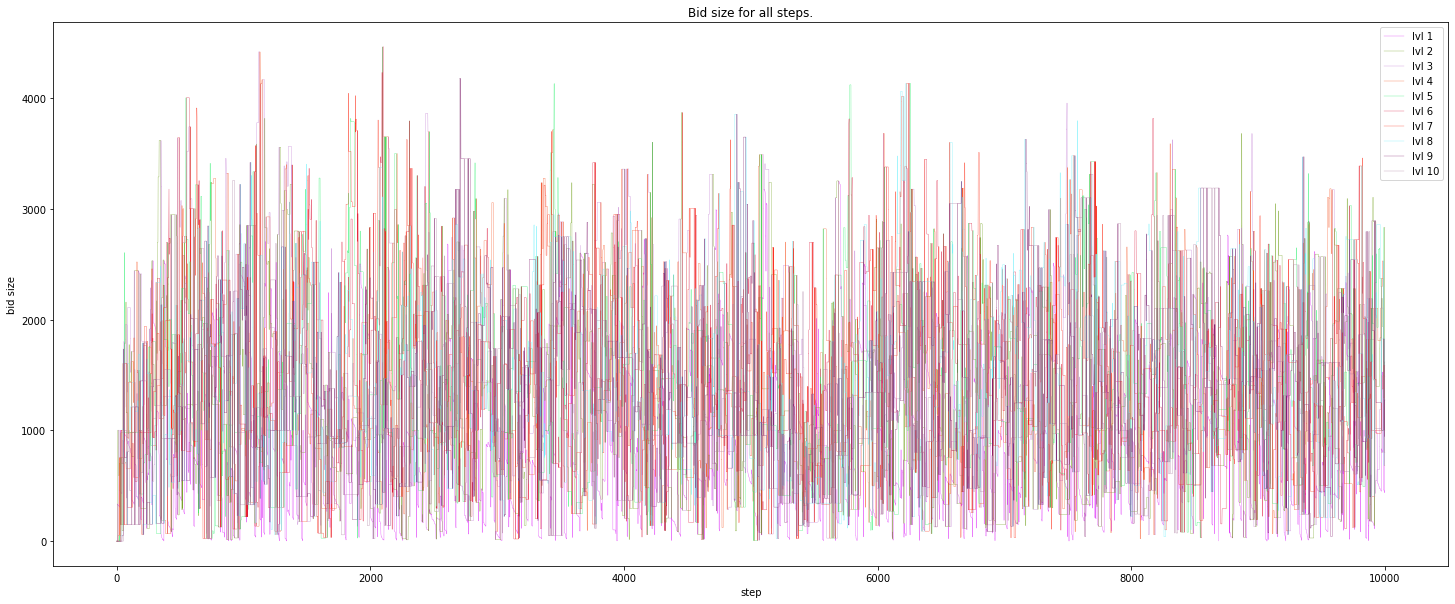 Bid size for all steps.
lvl 1
lvl 2
lvl 3
lvl 4
lvl 5
lvl 6
lvl 7
lvl 8
lvl 9
lvl 10
4000
3000
2000
1000
0
bid size
0 2000 4000 6000 8000 10000
step